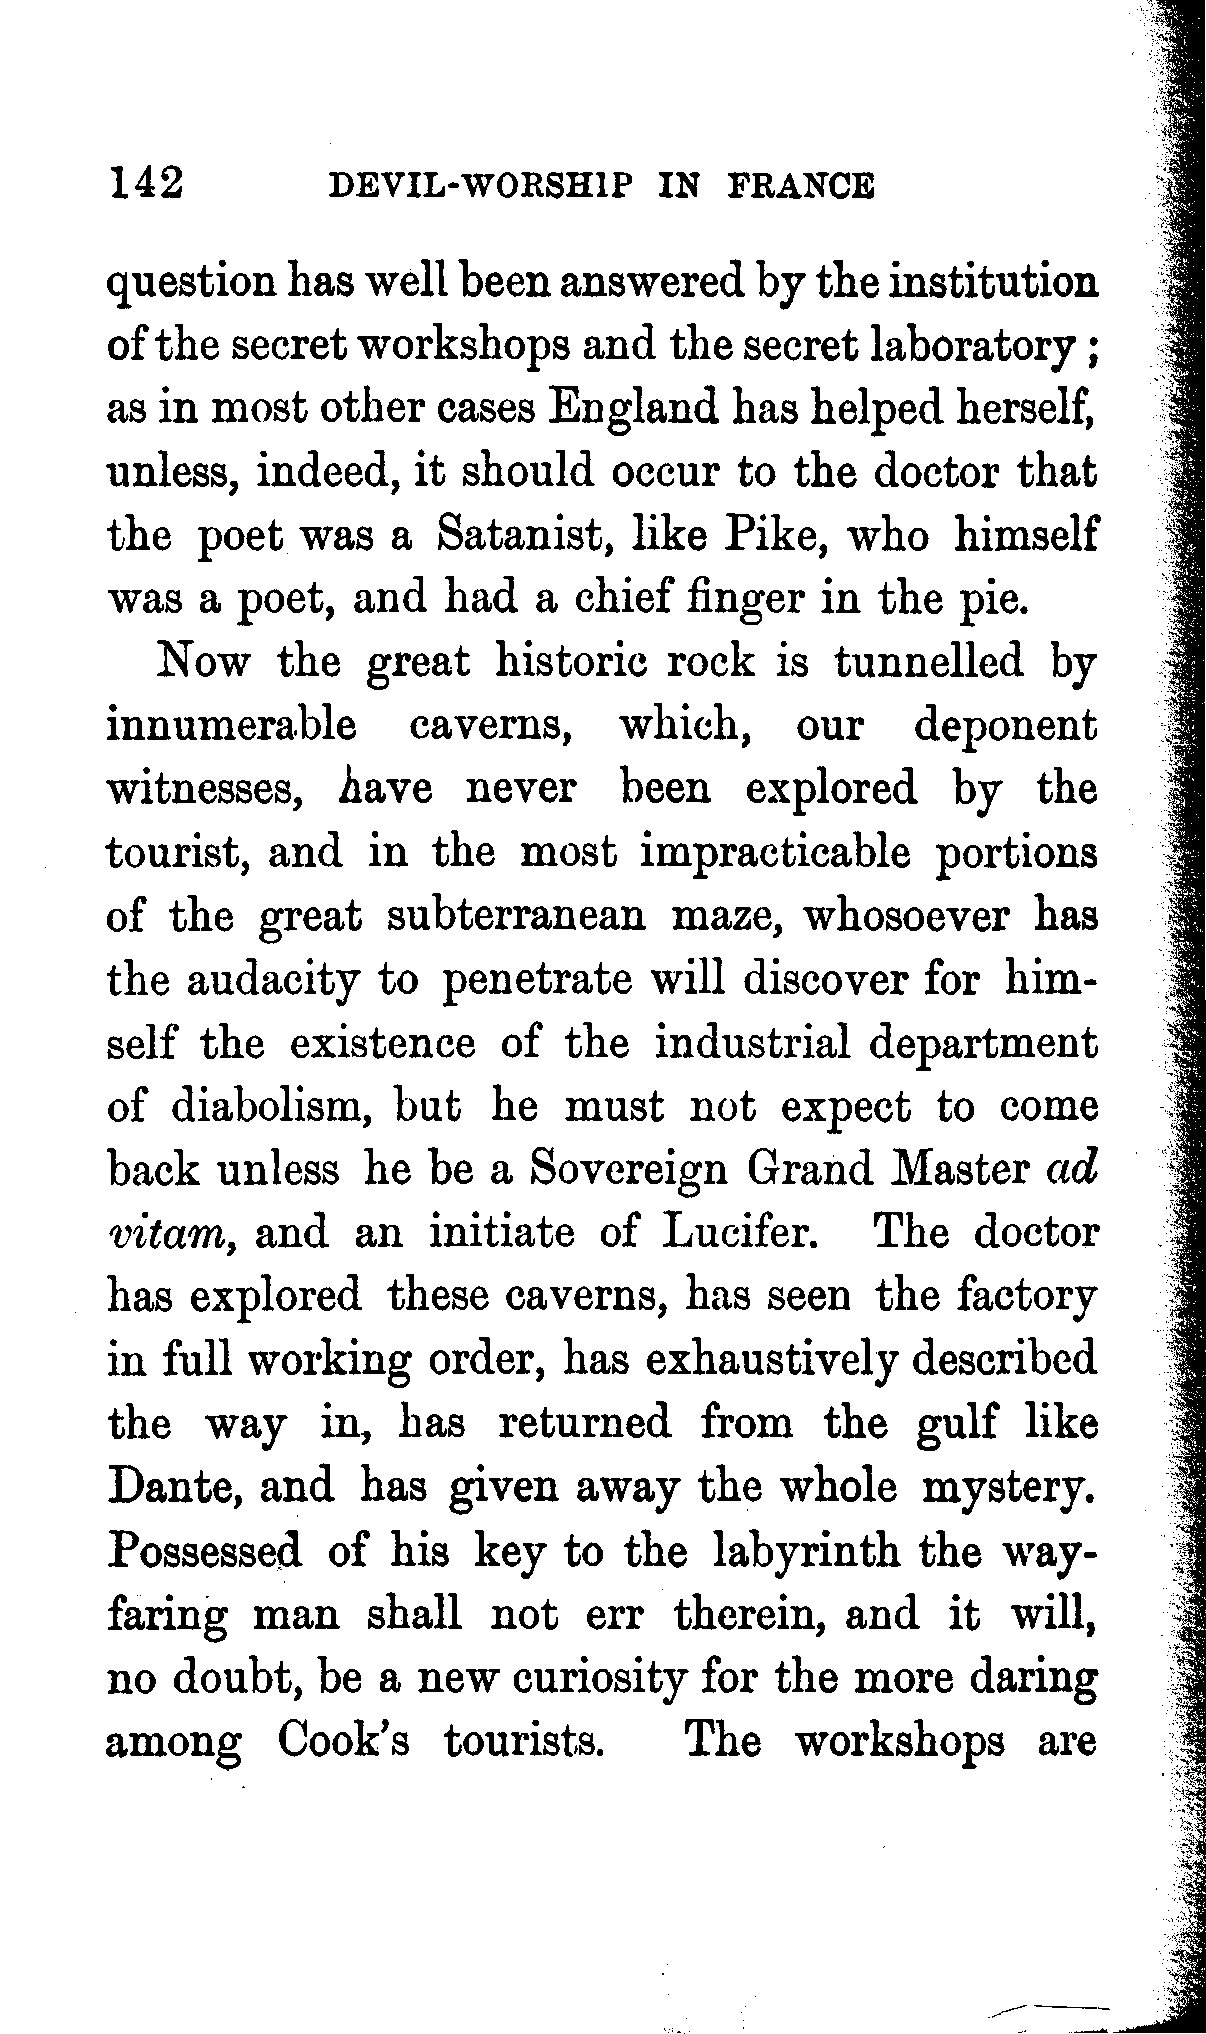 142 DEVIL-WORSHIP IN FRANCE
question has well been answered by the institution
of the secret workshops and the secret laboratory ;
as in most other cases England has helped herself,
unless, indeed, it should occur to the doctor that
the poet was a Satanist, like Pike, who himself
was a poet, and had a chief finger in the pie.
Now the great historic rock is tunnelled by
innumerable caverns, which, our deponent
witnesses, have never been explored by the
tourist, and in the most impracticable portions
of the great subterranean maze, whosoever has
the audacity to penetrate will discover for him-
self the existence of the industrial department
of diabolism, but he must not expect to come
back unless he be a Sovereign Grand Master ad
vitam, and an initiate of Lucifer. The doctor
has explored these caverns, has seen the factory
in full working order, has exhaustively described
the way in, has returned from the gulf like
Dante, and has given away the whole mystery.
Possessed of his key to the labyrinth the way-
faring man shall not err therein, and it will,
no doubt, be a new curiosity for the more daring
among Cook's tourists. The workshops are